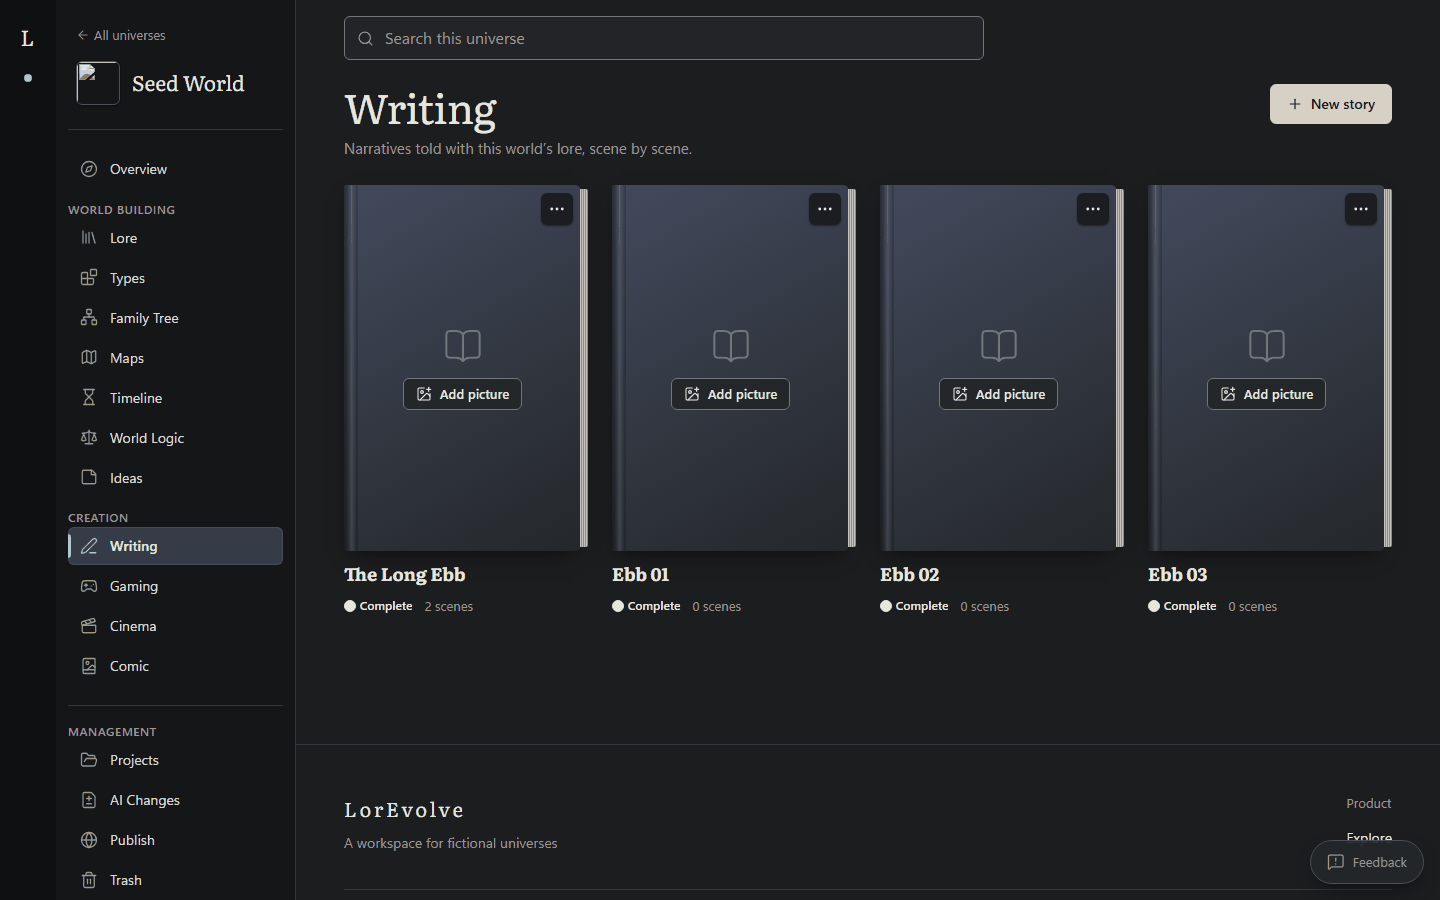 L
All universes
Seed World
Overview
WORLD BUILDING
Lore
Types
Family Tree
Maps
Timeline
World Logic
Ideas
CREATION
Writing
Gaming
Cinema
Comic
MANAGEMENT
Projects
AI Changes
Publish
Trash
Search this universe
Writing
New story
Narratives told with this world’s lore, scene by scene.
Add picture
Add picture
Add picture
Add picture
The Long Ebb
Complete 2 scenes
Ebb 01
Complete 0 scenes
Ebb 02
Complete 0 scenes
Ebb 03
Complete 0 scenes
LorEvolve
A workspace for fictional universes
Product
Explore
Feedback